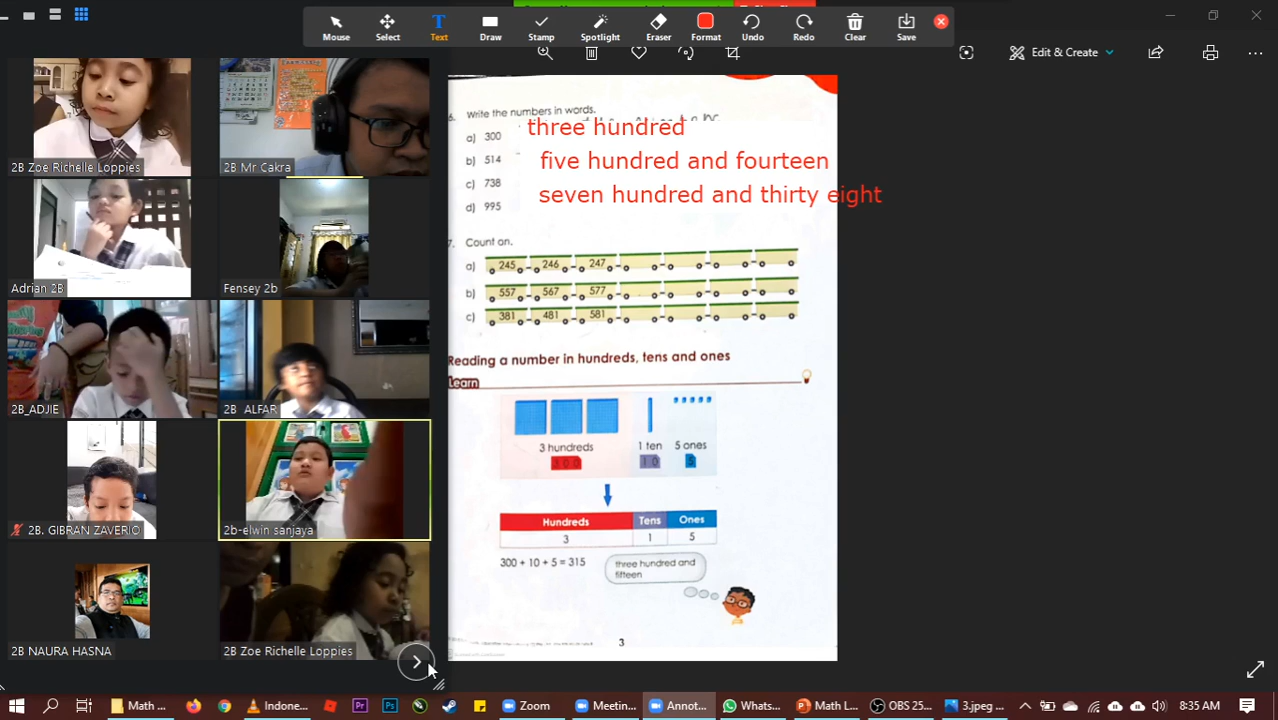 Mouse
Select
Text
Draw
Stamp
Spotlight
Eraser
Format
Undo
Redo
Clear
Save
Edit & Create
2B Zoe Richelle Loppies
2B Mr Cakra
Adrian 2B
Fensey 2B
2B_ADJIE
2B ALFAR
2B. GIBRAN ZAVERIO
2b-elwin sanjaya
2B NAURA HASNA
2B Zoe Richelle Loppies
6. Write the numbers in words.
a) 300 three hundred
b) 514 five hundred and fourteen
c) 738 seven hundred and thirty eight
d) 995
7. Count on.
a) 245 246 247
b) 557 567 577
c) 381 481 581
Reading a number in hundreds, tens and ones
Learn
3 hundreds 1 ten 5 ones
300 10 5
Hundreds Tens Ones
3 1 5
300 + 10 + 5 = 315
three hundred and
fifteen
3
Math ...
Indone...
Zoom
Meetin...
Annot...
WhatsA...
Math L...
OBS 25...
3.jpeg ...
8:35 AM